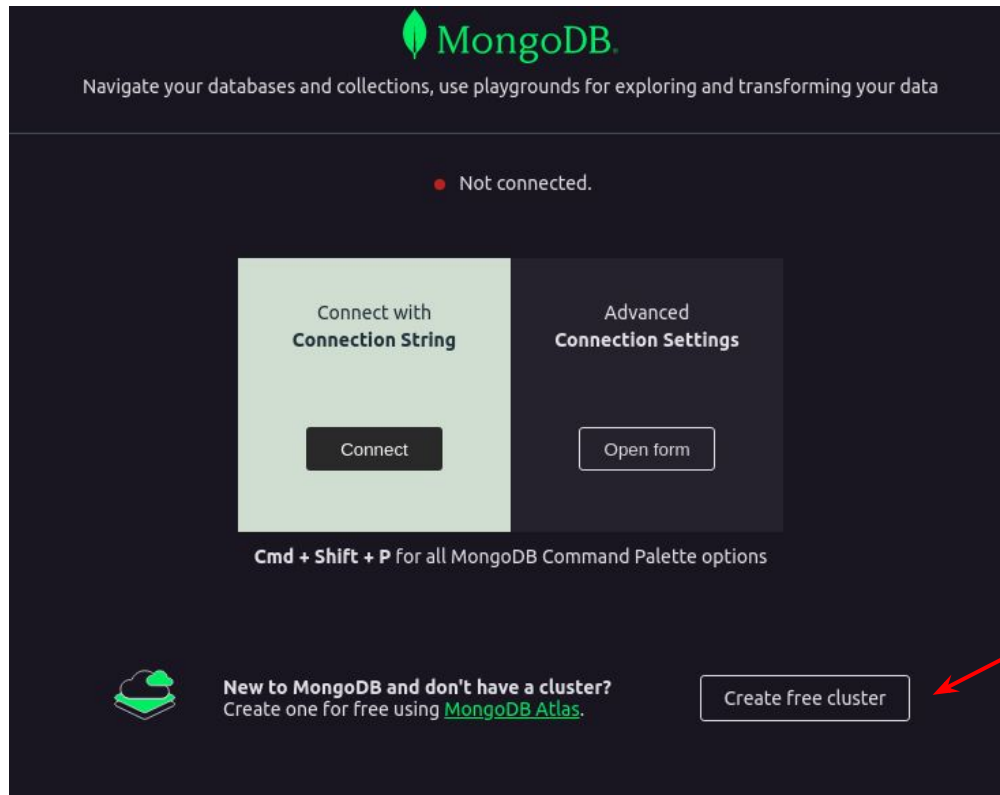 MongoDB.
Navigate your databases and collections, use playgrounds for exploring and transforming your data
Not connected.
Connect with
Connection String
Connect
Advanced
Connection Settings
Open form
Cmd + Shift + P for all MongoDB Command Palette options
New to MongoDB and don't have a cluster?
Create one for free using MongoDB Atlas.
Create free cluster